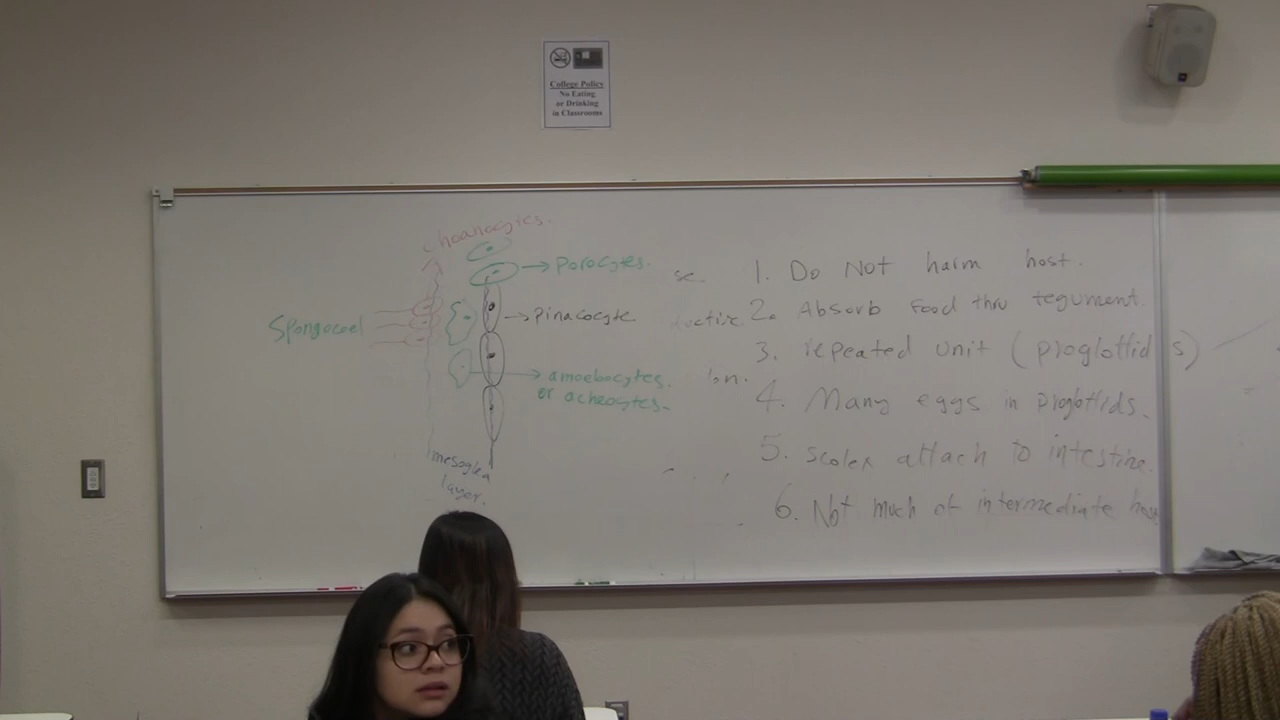 College Policy
No Eating
or Drinking
in Classrooms
choanocytes.
→ Porocytes.
Spongocoel
→ pinacocyte
→ amoebocytes.
or acheocytes.
mesoglea
layer.
1. Do Not harm host.
2. Absorb Food thru tegument.
3. repeated unit (proglottids)
4. Many eggs in proglottids.
5. scolex attach to intestine.
6. Not much of intermediate host